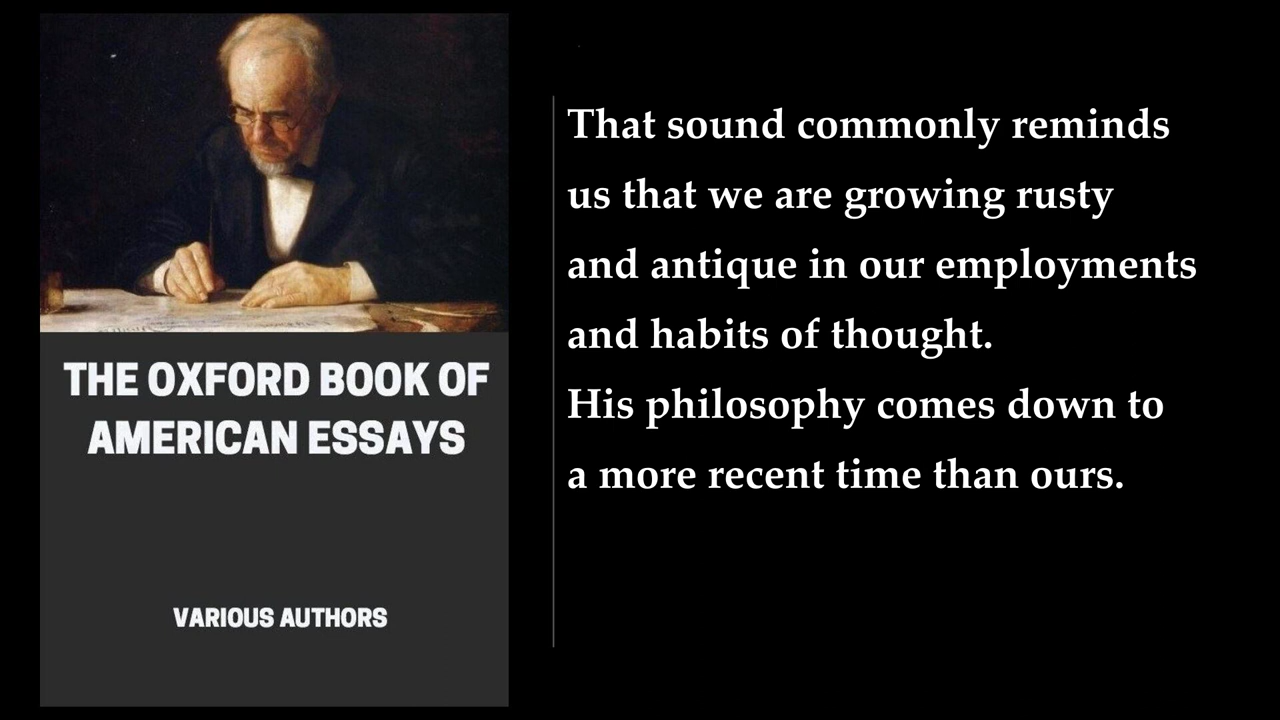 THE OXFORD BOOK OF
AMERICAN ESSAYS
VARIOUS AUTHORS
That sound commonly reminds
us that we are growing rusty
and antique in our employments
and habits of thought.
His philosophy comes down to
a more recent time than ours.